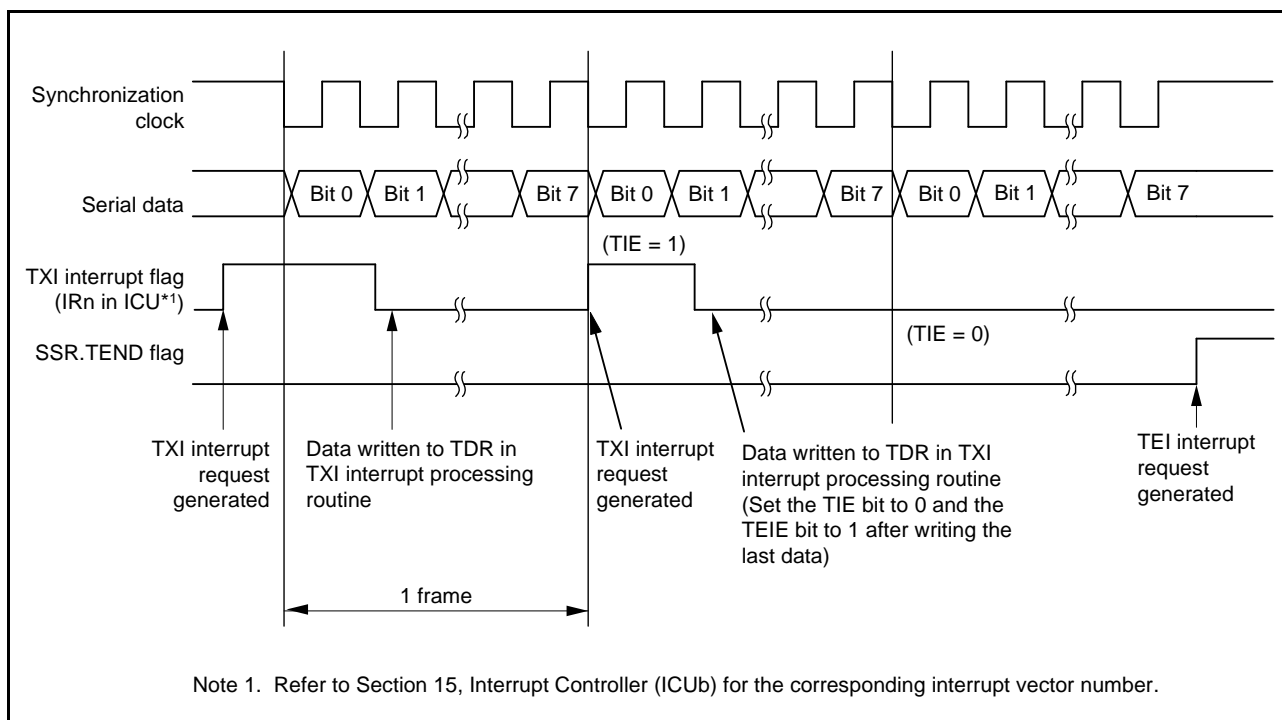 Synchronization
clock
Serial data
Bit 0 Bit 1 Bit 7 Bit 0 Bit 1 Bit 7 Bit 0 Bit 1 Bit 7
(TIE = 1)
TXI interrupt flag
(IRn in ICU*1)
(TIE = 0)
SSR.TEND flag
TXI interrupt
request
generated
Data written to TDR in
TXI interrupt processing
routine
TXI interrupt
request
generated
Data written to TDR in TXI
interrupt processing routine
(Set the TIE bit to 0 and the
TEIE bit to 1 after writing the
last data)
TEI interrupt
request
generated
1 frame
Note 1. Refer to Section 15, Interrupt Controller (ICUb) for the corresponding interrupt vector number.